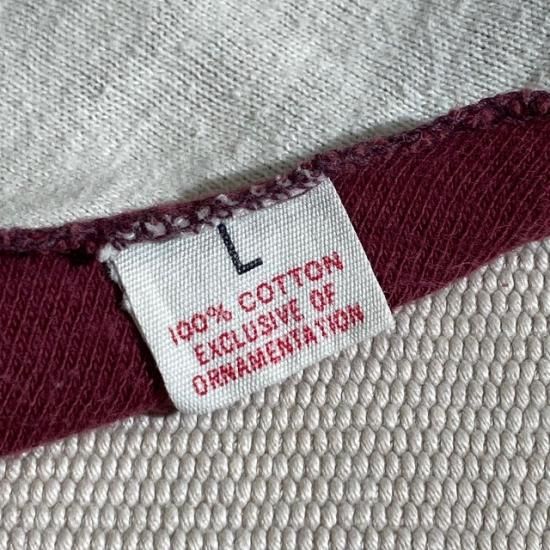 L
100% COTTON
EXCLUSIVE OF
ORNAMENTATION